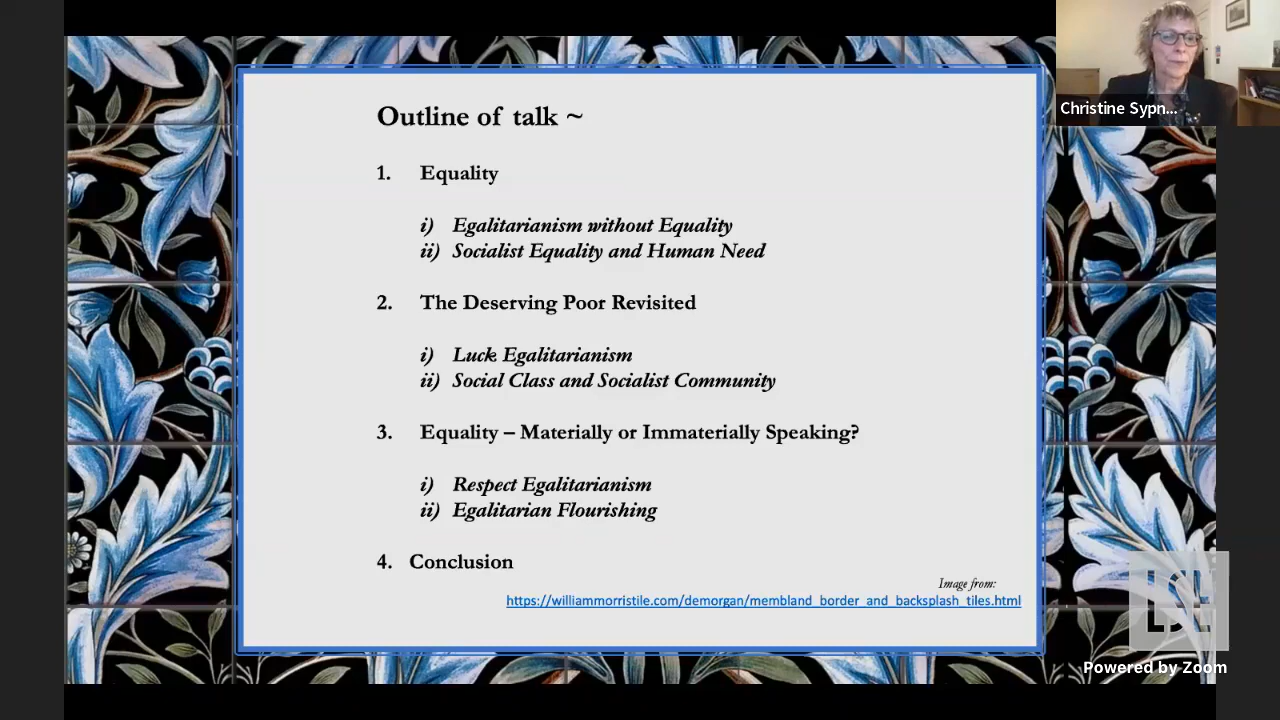 Outline of talk ~
1. Equality
i) Egalitarianism without Equality
ii) Socialist Equality and Human Need
2. The Deserving Poor Revisited
i) Luck Egalitarianism
ii) Social Class and Socialist Community
3. Equality – Materially or Immaterially Speaking?
i) Respect Egalitarianism
ii) Egalitarian Flourishing
4. Conclusion
Image from:
https://williammorristile.com/demorgan/membland_border_and_backsplash_tiles.html
Christine Sypn...
LSE
Powered by Zoom